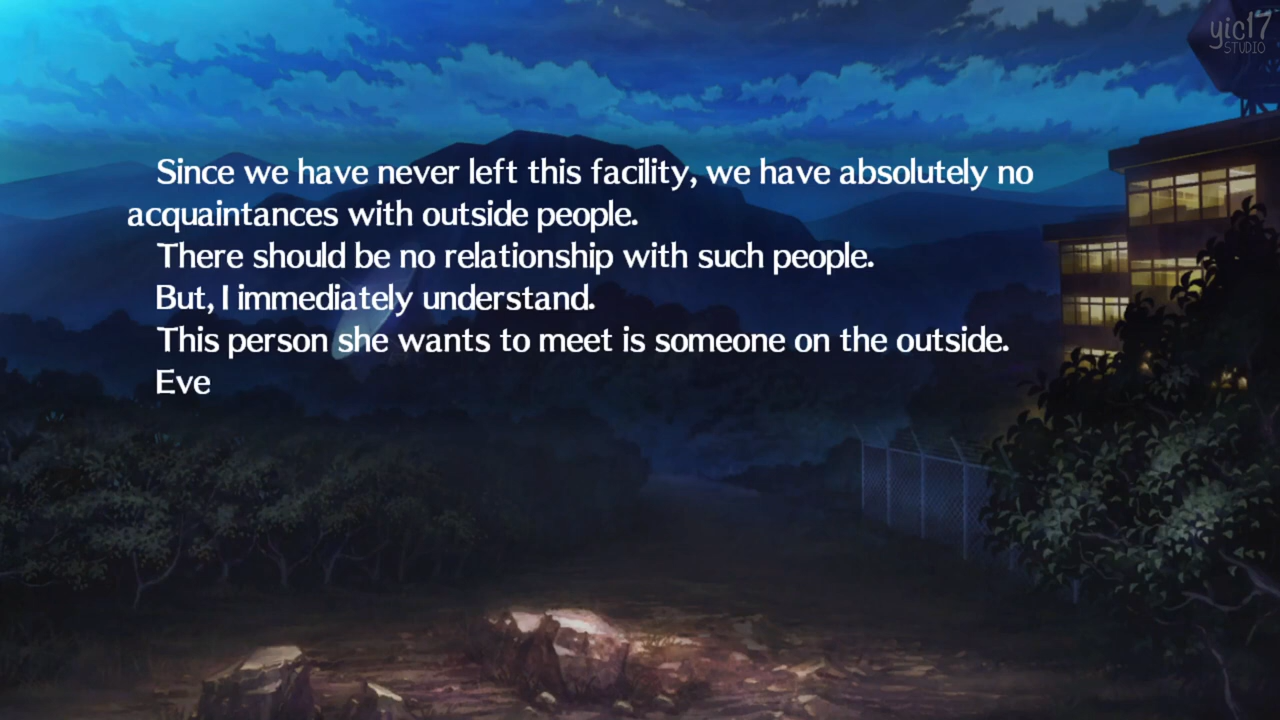 yic17
STUDIO
Since we have never left this facility, we have absolutely no
acquaintances with outside people.
There should be no relationship with such people.
But, I immediately understand.
This person she wants to meet is someone on the outside.
Eve